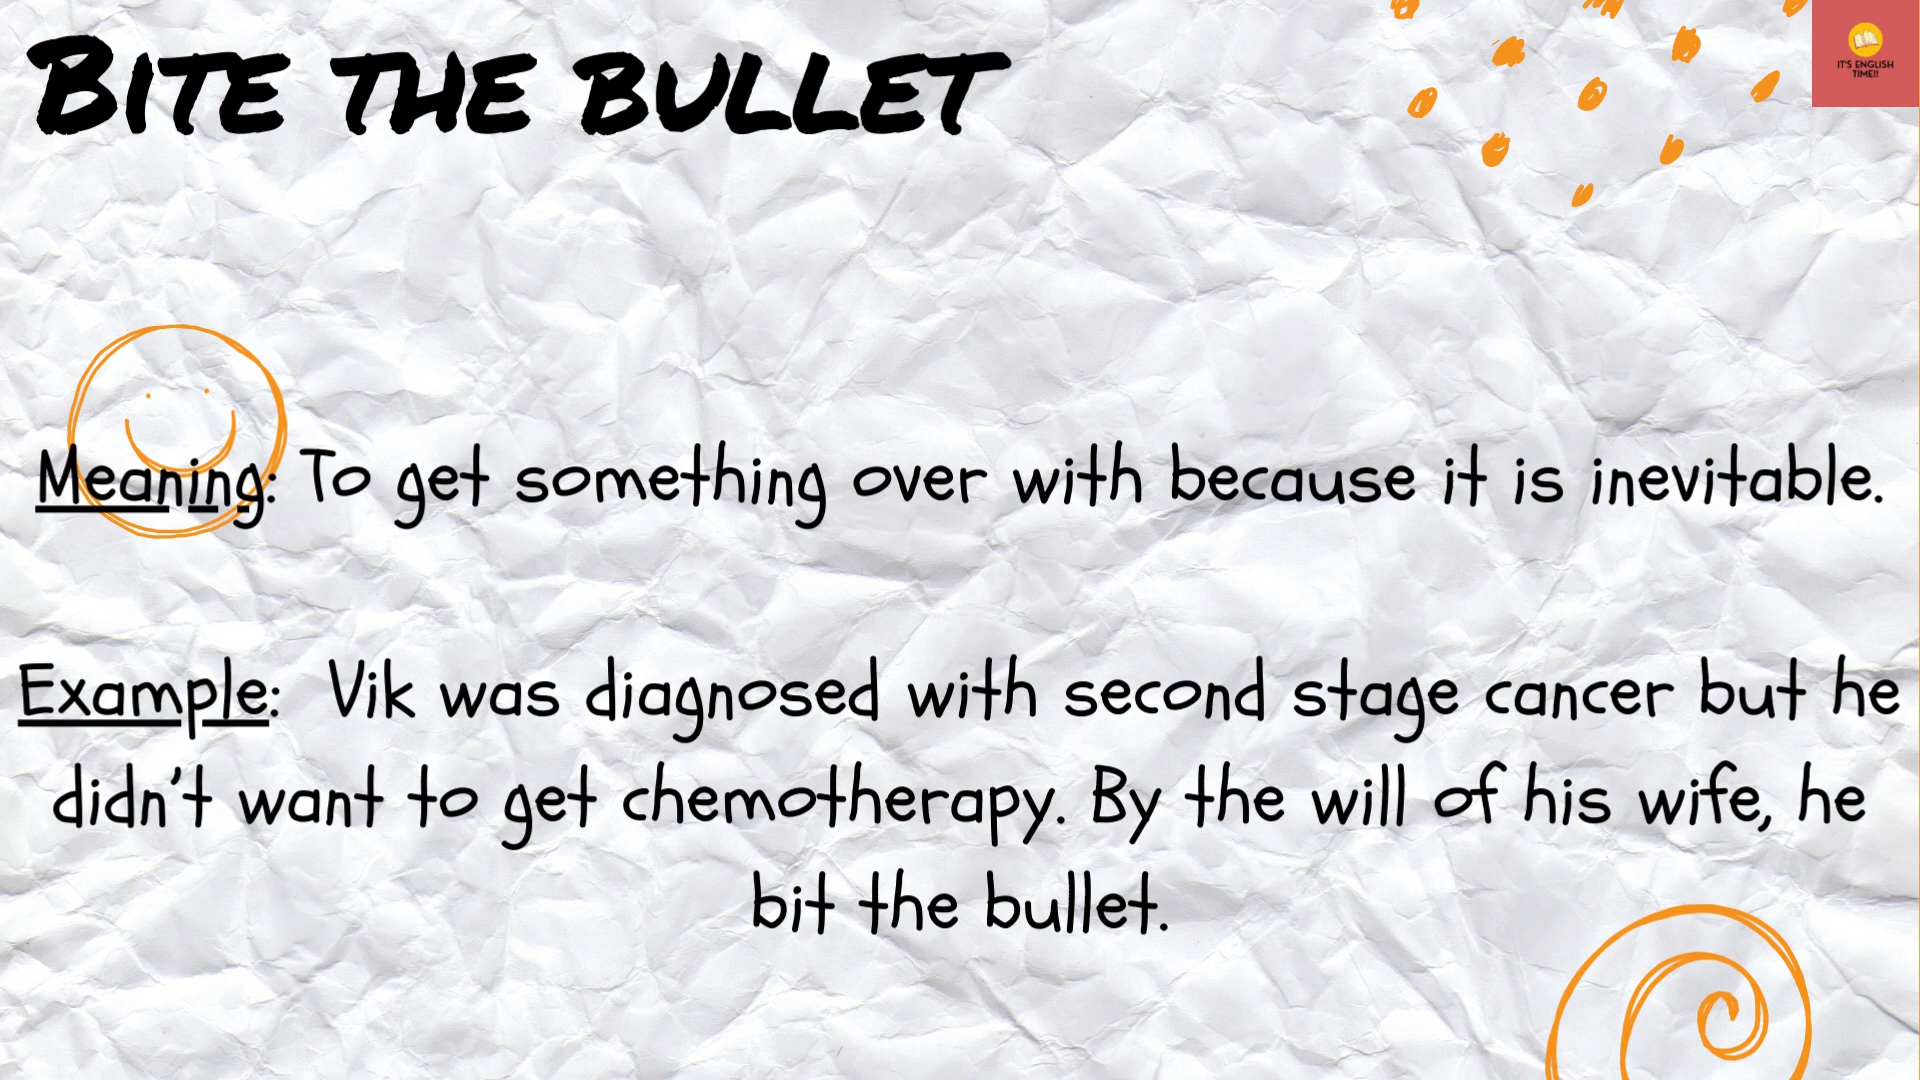 BITE THE BULLET
IT'S ENGLISH
TIME!!
Meaning: To get something over with because it is inevitable.
Example: Vik was diagnosed with second stage cancer but he
didn't want to get chemotherapy. By the will of his wife, he
bit the bullet.